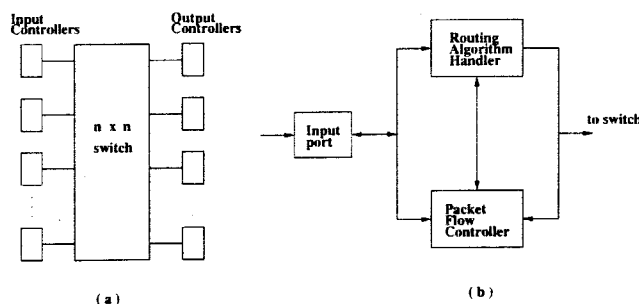 Input
Controllers
Output
Controllers
n x n
switch
( a )
Input
port
Routing
Algorithm
Handler
to switch
Packet
Flow
Controller
( b )